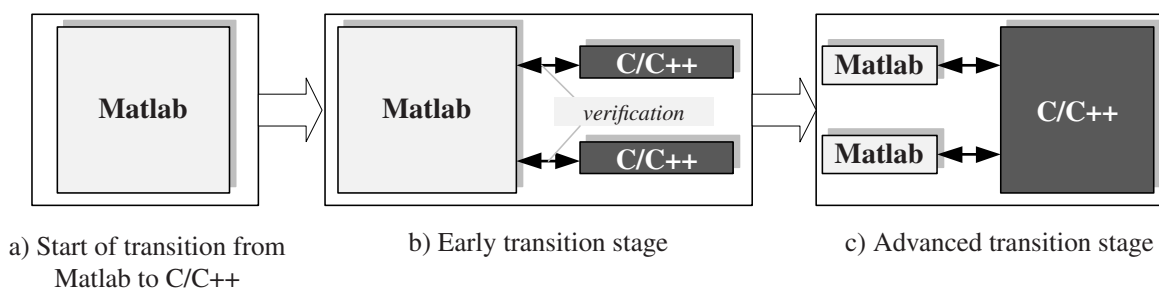 Matlab
Matlab
C/C++
verification
C/C++
Matlab
Matlab
C/C++
a) Start of transition from
Matlab to C/C++
b) Early transition stage
c) Advanced transition stage